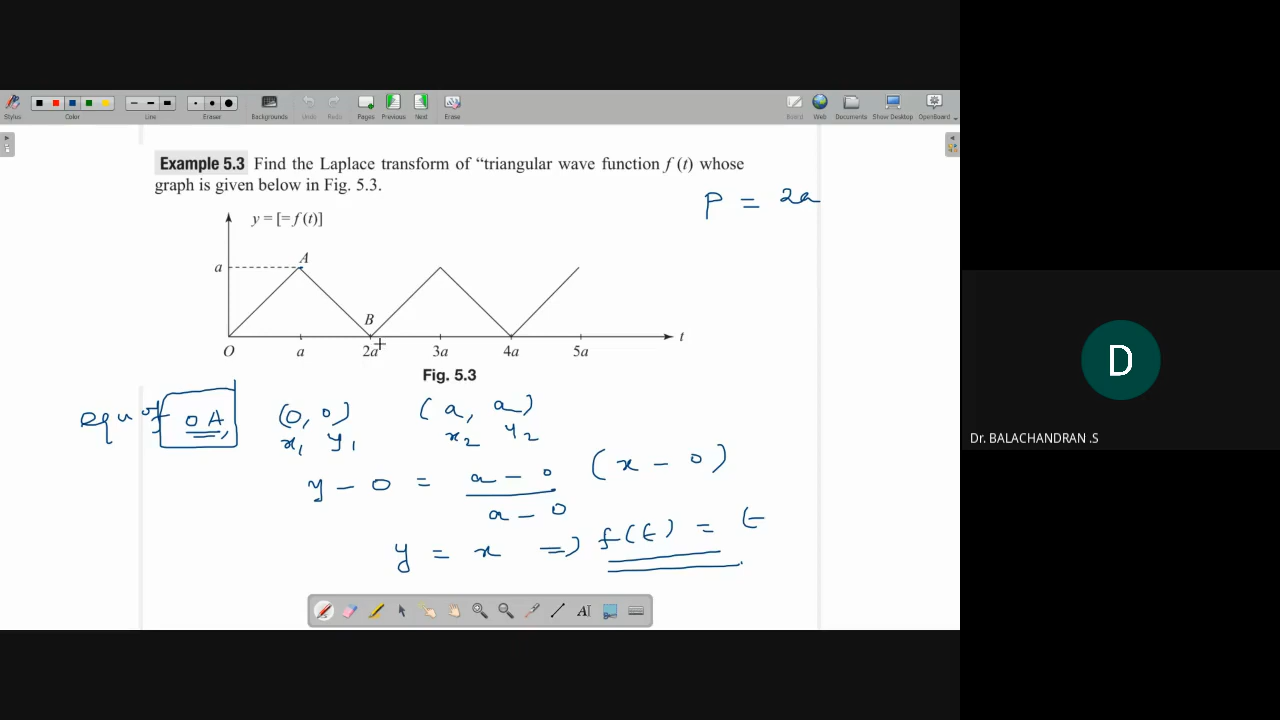 Stylus Color Line Eraser Backgrounds Undo Redo Pages Previous Next Erase Board Web Documents Show Desktop OpenBoard
Example 5.3 Find the Laplace transform of “triangular wave function f (t) whose
graph is given below in Fig. 5.3.
P = 2a
y = [= f (t)]
A
a
B
O a 2a 3a 4a 5a t
Fig. 5.3
equ of OA, (0, 0) (a, a)
x1 y1 x2 y2
y - 0 = a - 0 / a - 0 (x - 0)
y = x => f(t) = t
D
Dr. BALACHANDRAN .S